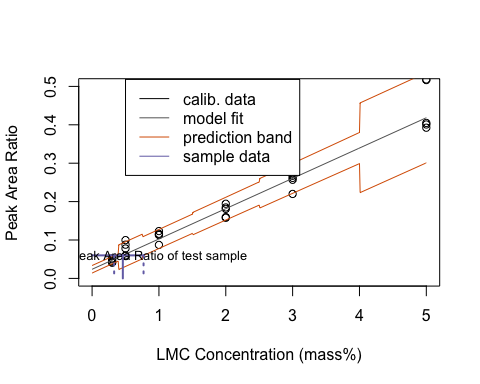 calib. data
model fit
prediction band
sample data
eak Area Ratio of test sample
Peak Area Ratio
0.0
0.1
0.2
0.3
0.4
0.5
0 1 2 3 4 5
LMC Concentration (mass%)